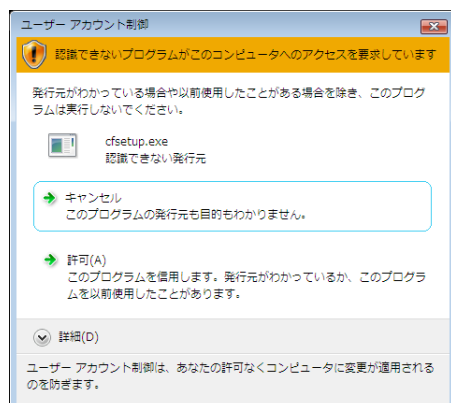 ユーザー アカウント制御
認識できないプログラムがこのコンピュータへのアクセスを要求しています
発行元がわかっている場合や以前使用したことがある場合を除き、このプログ
ラムは実行しないでください。
cfsetup.exe
認識できない発行元
キャンセル
このプログラムの発行元も目的もわかりません。
許可(A)
このプログラムを信用します。発行元がわかっているか、このプログラ
ムを以前使用したことがあります。
詳細(D)
ユーザー アカウント制御は、あなたの許可なくコンピュータに変更が適用される
のを防ぎます。